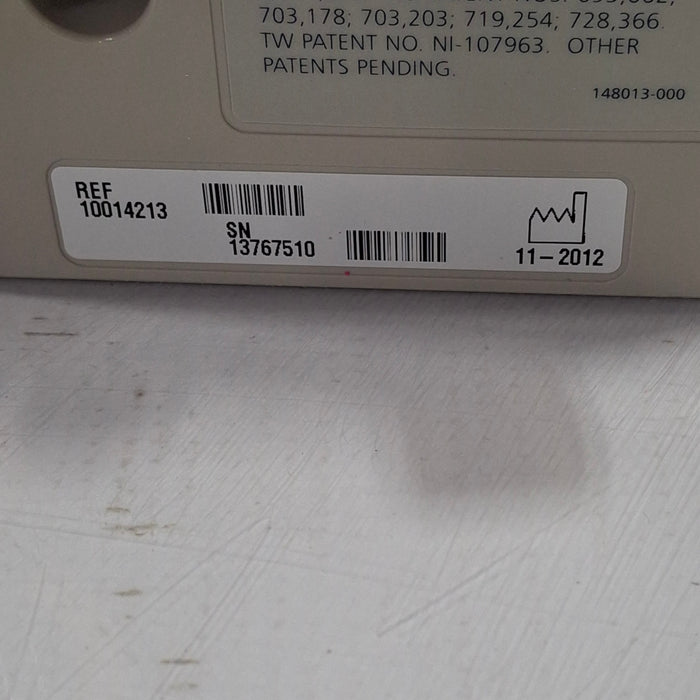 703,178; 703,203; 719,254; 728,366.
TW PATENT NO. NI-107963. OTHER
PATENTS PENDING.
148013-000
REF
10014213
SN
13767510
11-2012